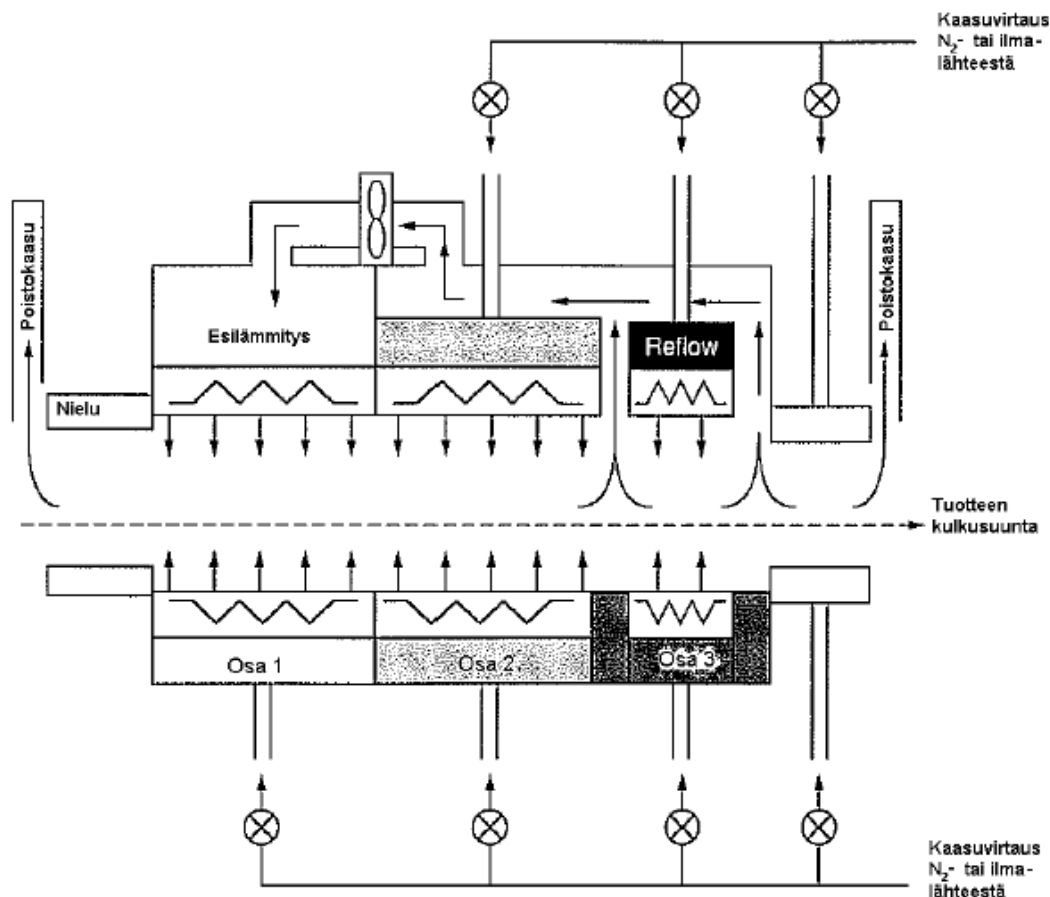 Kaasuvirtaus
N₂- tai ilma-
lähteestä
Poistokaasu
Poistokaasu
Esilämmitys
Reflow
Nielu
Tuotteen
kulkusuunta
Osa 1
Osa 2
Osa 3
Kaasuvirtaus
N₂- tai ilma-
lähteestä